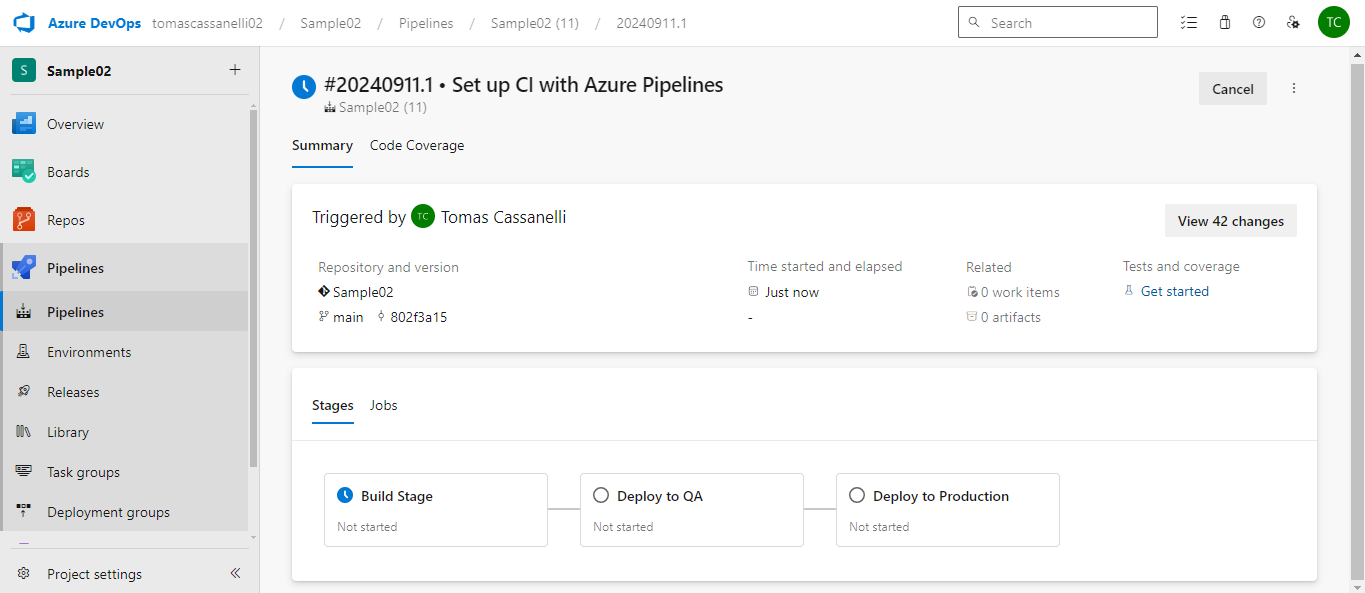 Azure DevOps tomascassanelli02 / Sample02 / Pipelines / Sample02 (11) / 20240911.1
Search
TC
S Sample02
Overview
Boards
Repos
Pipelines
Pipelines
Environments
Releases
Library
Task groups
Deployment groups
Project settings
#20240911.1 • Set up CI with Azure Pipelines
Sample02 (11)
Cancel
Summary Code Coverage
Triggered by TC Tomas Cassanelli
View 42 changes
Repository and version
Sample02
main 802f3a15
Time started and elapsed
Just now
-
Related
0 work items
0 artifacts
Tests and coverage
Get started
Stages Jobs
Build Stage
Not started
Deploy to QA
Not started
Deploy to Production
Not started